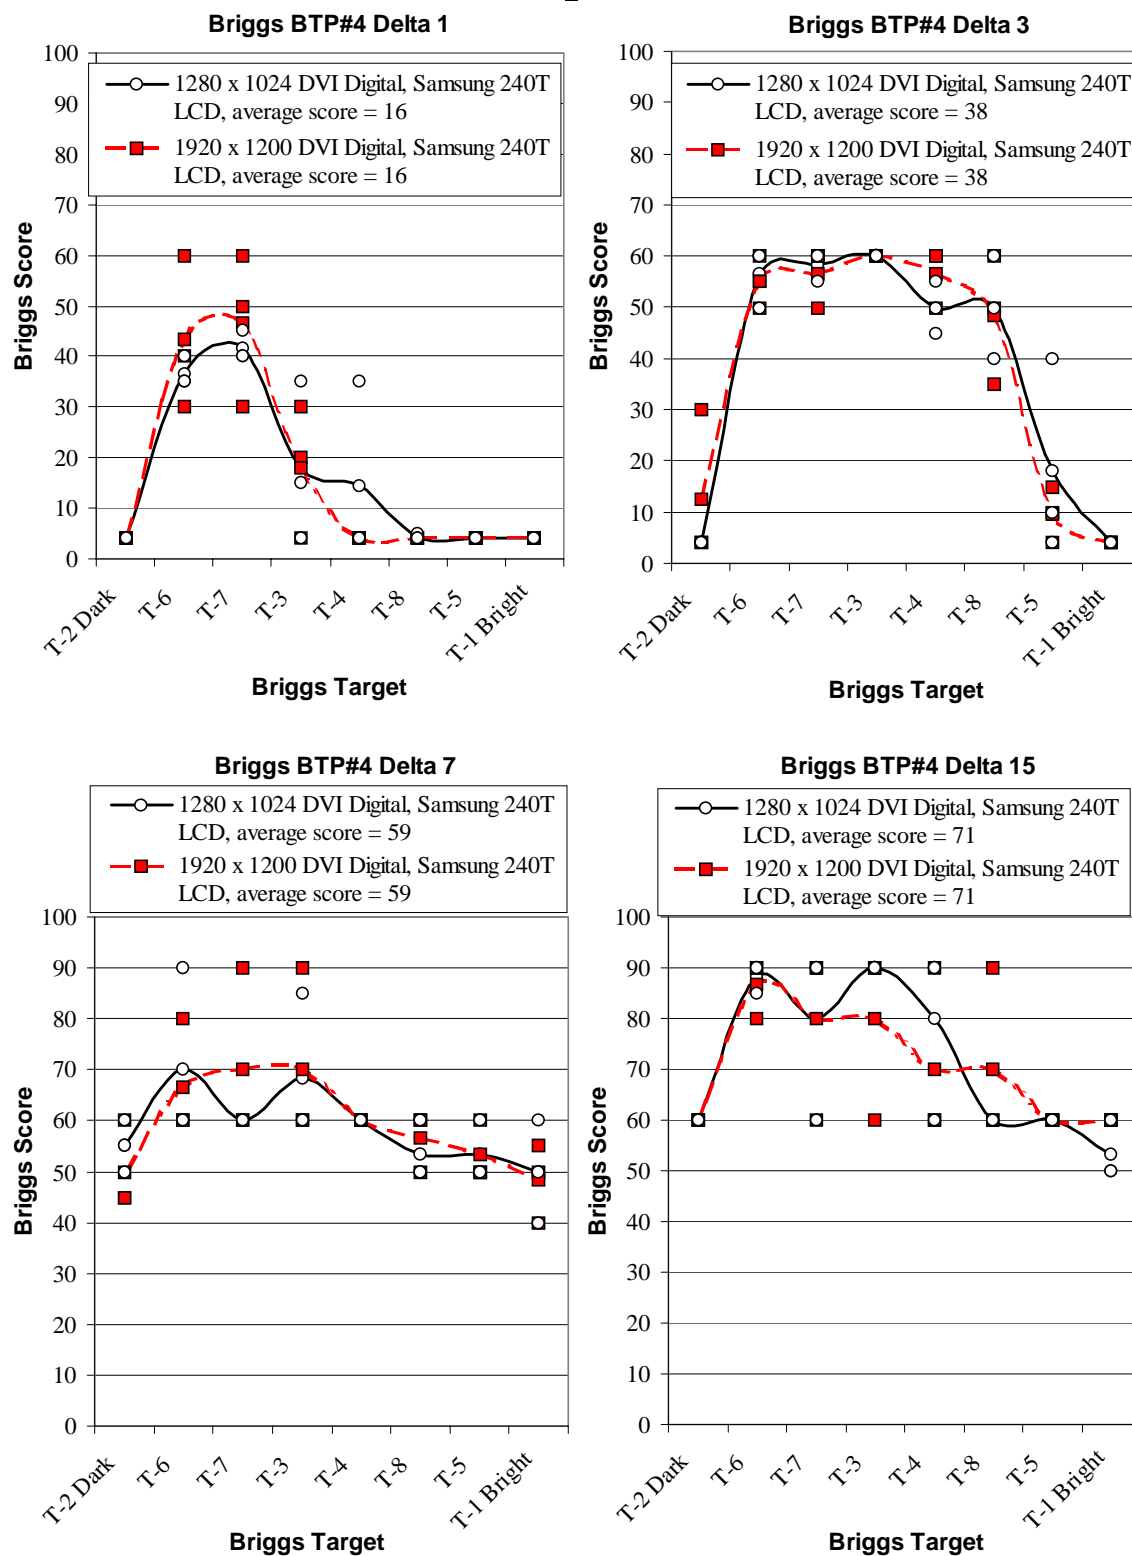 Briggs BTP#4 Delta 1
100
90
80
70
60
50
40
30
20
10
0
1280 x 1024 DVI Digital, Samsung 240T
LCD, average score = 16
1920 x 1200 DVI Digital, Samsung 240T
LCD, average score = 16
Briggs Score
T-2 Dark
T-6
T-7
T-3
T-4
T-8
T-5
T-1 Bright
Briggs Target
Briggs BTP#4 Delta 3
100
90
80
70
60
50
40
30
20
10
0
1280 x 1024 DVI Digital, Samsung 240T
LCD, average score = 38
1920 x 1200 DVI Digital, Samsung 240T
LCD, average score = 38
Briggs Score
T-2 Dark
T-6
T-7
T-3
T-4
T-8
T-5
T-1 Bright
Briggs Target
Briggs BTP#4 Delta 7
1280 x 1024 DVI Digital, Samsung 240T
LCD, average score = 59
1920 x 1200 DVI Digital, Samsung 240T
LCD, average score = 59
100
90
80
70
60
50
40
30
20
10
0
Briggs Score
T-2 Dark
T-6
T-7
T-3
T-4
T-8
T-5
T-1 Bright
Briggs Target
Briggs BTP#4 Delta 15
1280 x 1024 DVI Digital, Samsung 240T
LCD, average score = 71
1920 x 1200 DVI Digital, Samsung 240T
LCD, average score = 71
100
90
80
70
60
50
40
30
20
10
0
Briggs Score
T-2 Dark
T-6
T-7
T-3
T-4
T-8
T-5
T-1 Bright
Briggs Target